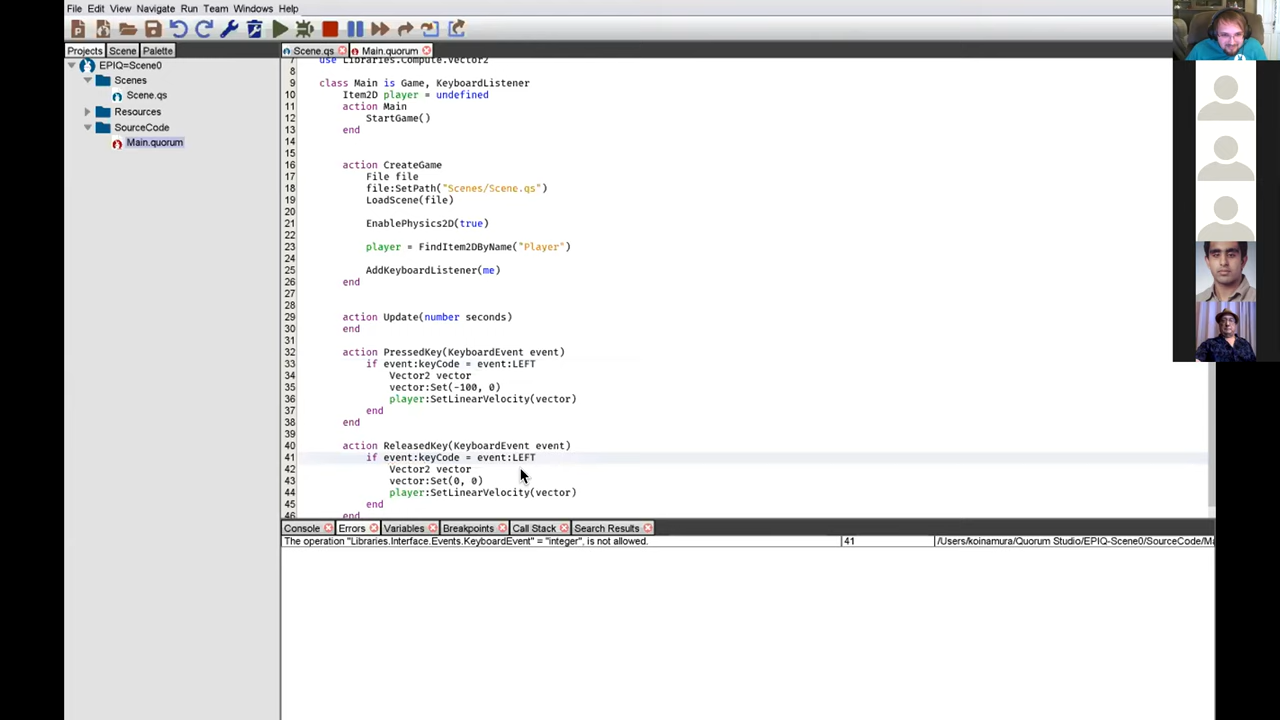 File Edit View Navigate Run Team Windows Help
Projects Scene Palette
EPIQ=Scene0
Scenes
Scene.qs
Resources
SourceCode
Main.quorum
Scene.qs Main.quorum
7 use Libraries.Compute.Vector2
8
9 class Main is Game, KeyboardListener
10 Item2D player = undefined
11 action Main
12 StartGame()
13 end
14
15
16 action CreateGame
17 File file
18 file:SetPath("Scenes/Scene.qs")
19 LoadScene(file)
20
21 EnablePhysics2D(true)
22
23 player = FindItem2DByName("Player")
24
25 AddKeyboardListener(me)
26 end
27
28
29 action Update(number seconds)
30 end
31
32 action PressedKey(KeyboardEvent event)
33 if event:keyCode = event:LEFT
34 Vector2 vector
35 vector:Set(-100, 0)
36 player:SetLinearVelocity(vector)
37 end
38 end
39
40 action ReleasedKey(KeyboardEvent event)
41 if event:keyCode = event:LEFT
42 Vector2 vector
43 vector:Set(0, 0)
44 player:SetLinearVelocity(vector)
45 end
46 end
Console Errors Variables Breakpoints Call Stack Search Results
The operation "Libraries.Interface.Events.KeyboardEvent" = "integer", is not allowed. 41 /Users/koinamura/Quorum Studio/EPIQ-Scene0/SourceCode/Ma